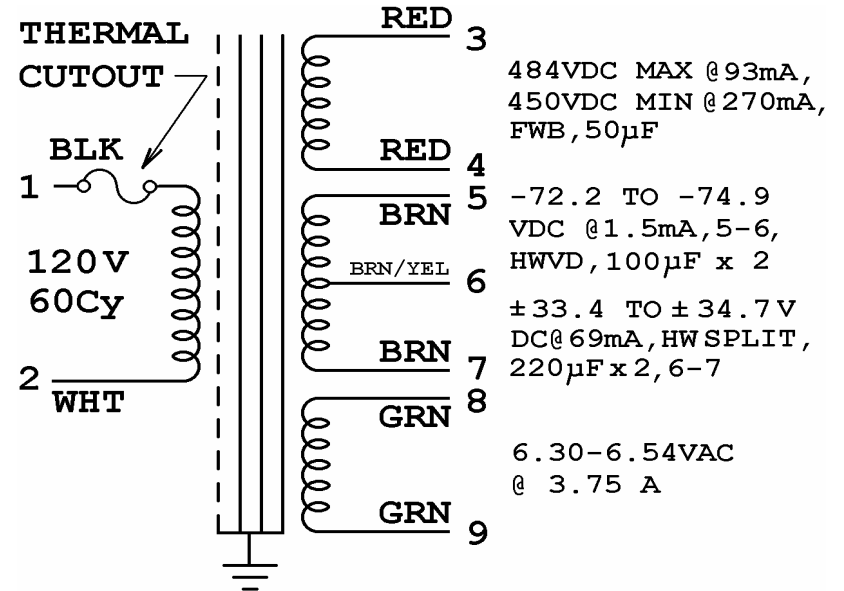 THERMAL
CUTOUT
BLK
1
120V
60Cy
2
WHT
RED
3
484VDC MAX @93mA,
450VDC MIN @270mA,
FWB,50µF
RED
4
5
BRN
-72.2 TO -74.9
VDC @1.5mA,5-6,
HWVD,100µF x 2
BRN/YEL
6
±33.4 TO ±34.7V
DC@69mA,HW SPLIT,
220µF x 2,6-7
BRN
7
8
GRN
6.30-6.54VAC
@ 3.75 A
GRN
9